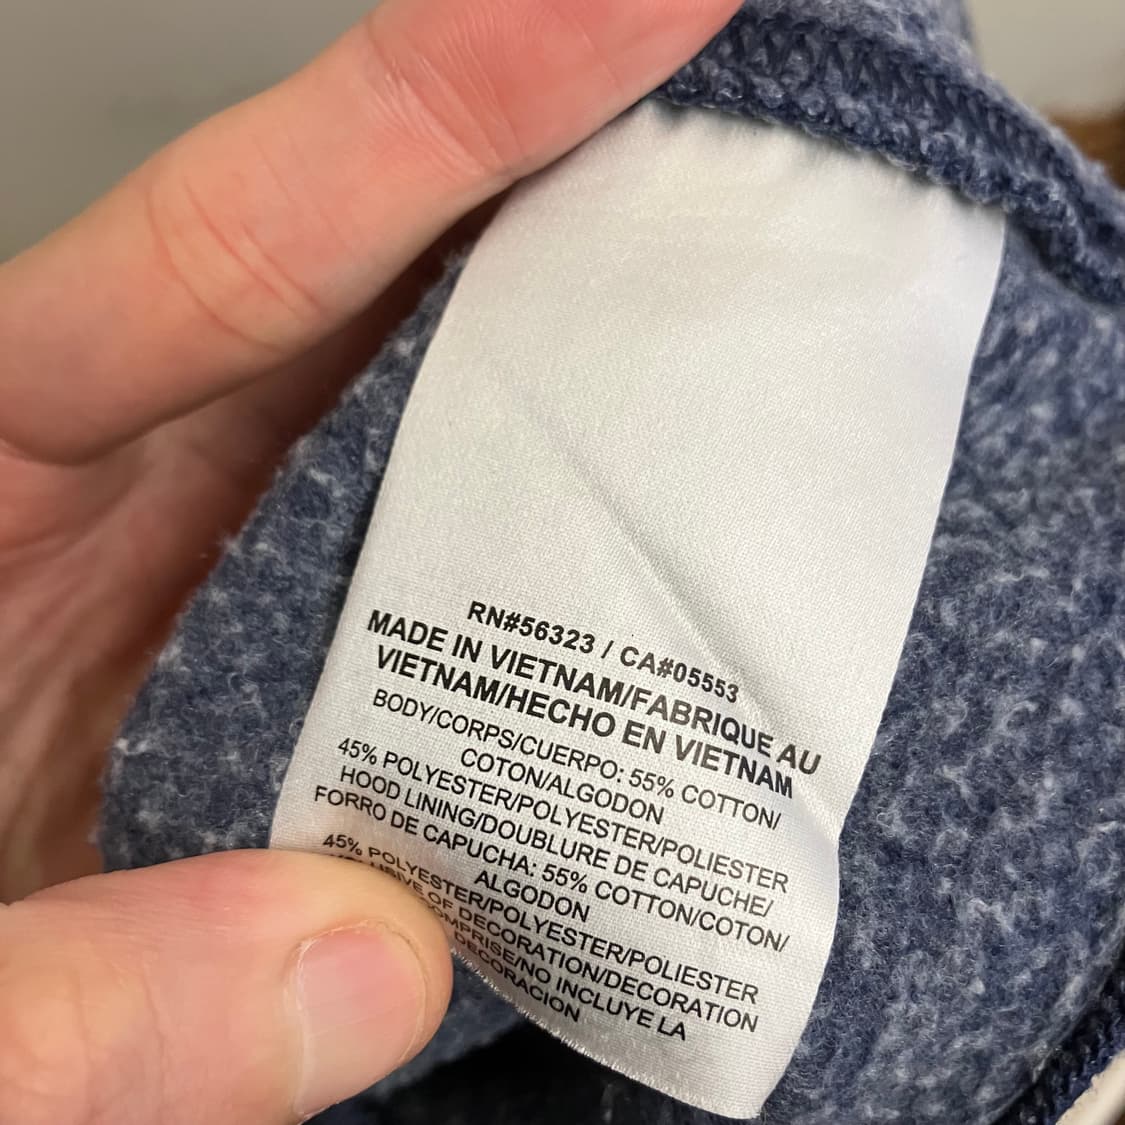 RN#56323 / CA#05553
MADE IN VIETNAM/FABRIQUE AU
VIETNAM/HECHO EN VIETNAM
BODY/CORPS/CUERPO: 55% COTTON/
COTON/ALGODON
45% POLYESTER/POLYESTER/POLIESTER
HOOD LINING/DOUBLURE DE CAPUCHE/
FORRO DE CAPUCHA: 55% COTTON/COTON/
ALGODON
45% POLYESTER/POLYESTER/POLIESTER
OF DECORATION/DECORATION
INCLUYE LA
DECORACION